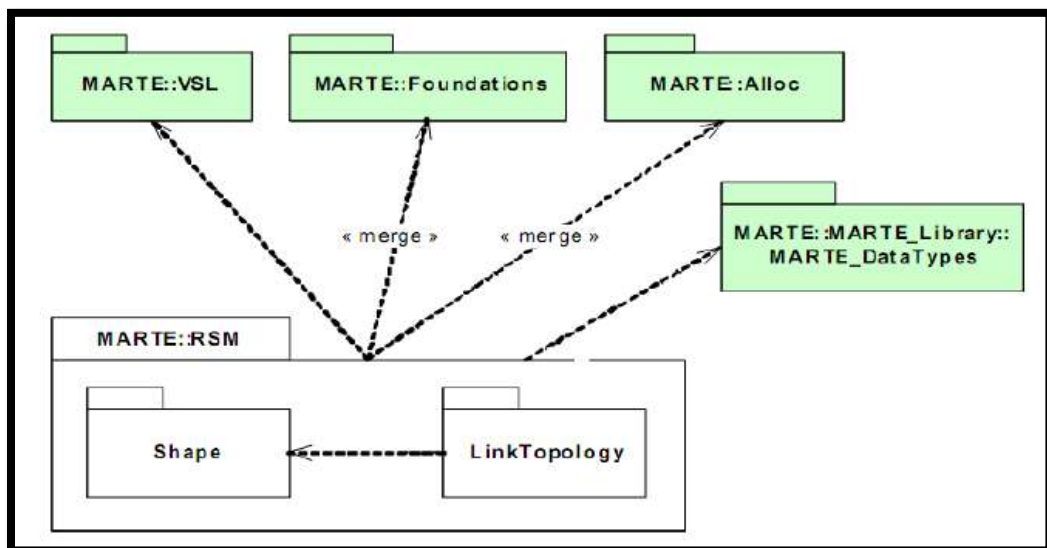 MARTE::VSL
MARTE::Foundations
MARTE::Alloc
MARTE::MARTE_Library::
MARTE_DataTypes
« merge »
« merge »
MARTE::RSM
Shape
LinkTopology